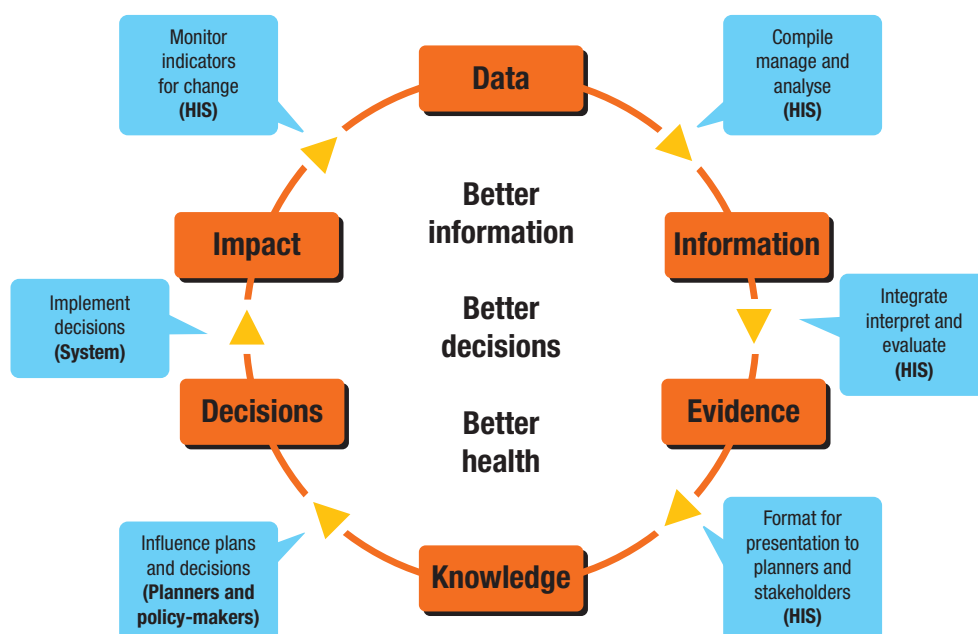 Monitor
indicators
for change
(HIS)
Data
Compile
manage and
analyse
(HIS)
Better
information
Impact
Information
Implement
decisions
(System)
Better
decisions
Integrate
interpret and
evaluate
(HIS)
Decisions
Evidence
Better
health
Influence plans
and decisions
(Planners and
policy-makers)
Knowledge
Format for
presentation to
planners and
stakeholders
(HIS)